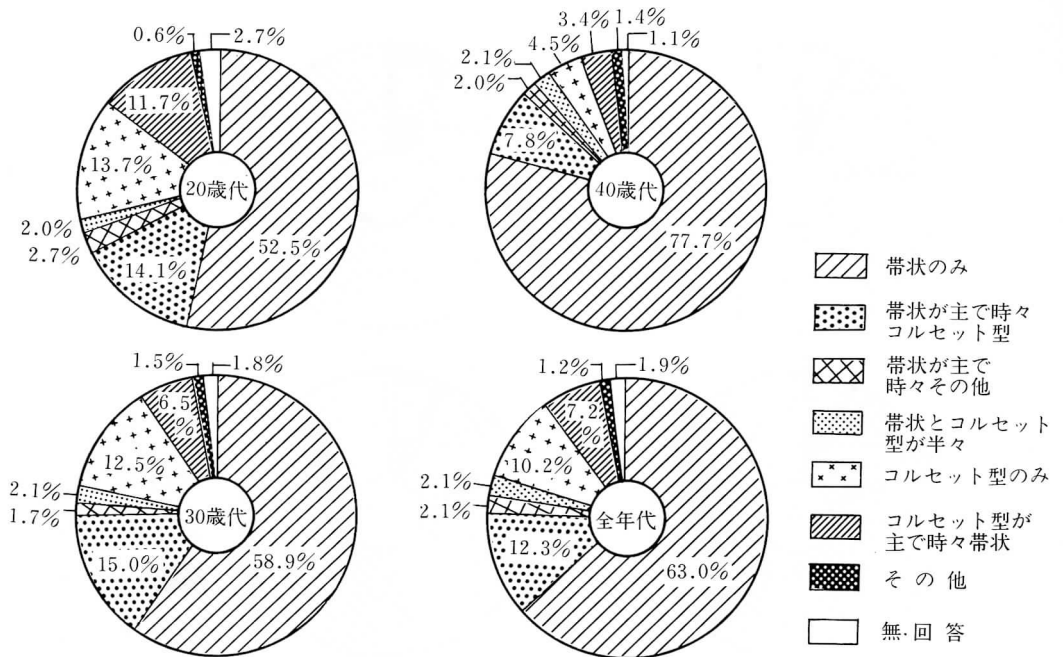 0.6%
2.7%
11.7%
13.7%
2.0%
2.7%
14.1%
52.5%
20歳代
3.4%
1.4%
4.5%
1.1%
2.1%
2.0%
7.8%
77.7%
40歳代
1.5%
1.8%
6.5
%
12.5%
2.1%
1.7%
15.0%
58.9%
30歳代
1.2%
1.9%
7.2
%
10.2%
2.1%
2.1%
12.3%
63.0%
全年代
帯状のみ
帯状が主で時々
コルセット型
帯状が主で
時々その他
帯状とコルセット
型が半々
コルセット型のみ
コルセット型が
主で時々帯状
その他
無·回答